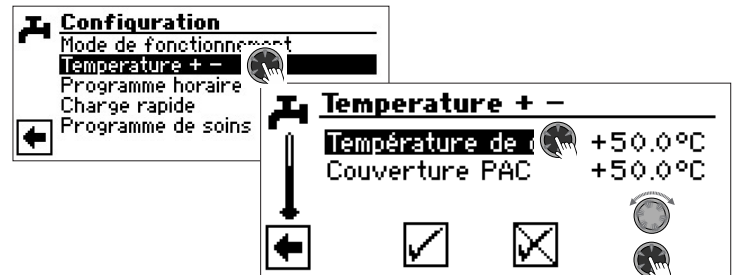 Configuration
Mode de fonctionnement
Temperature + −
Programme horaire
Charge rapide
Programme de soins
Temperature + −
Température de +50.0°C
Couverture PAC +50.0°C